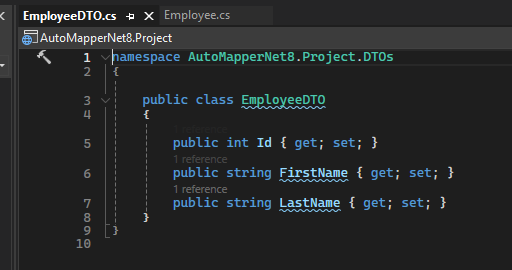 EmployeeDTO.cs
Employee.cs
AutoMapperNet8.Project
1 namespace AutoMapperNet8.Project.DTOs
2 {
3 public class EmployeeDTO
4 {
5 public int Id { get; set; }
1 reference
6 public string FirstName { get; set; }
1 reference
7 public string LastName { get; set; }
8 }
9 }
10